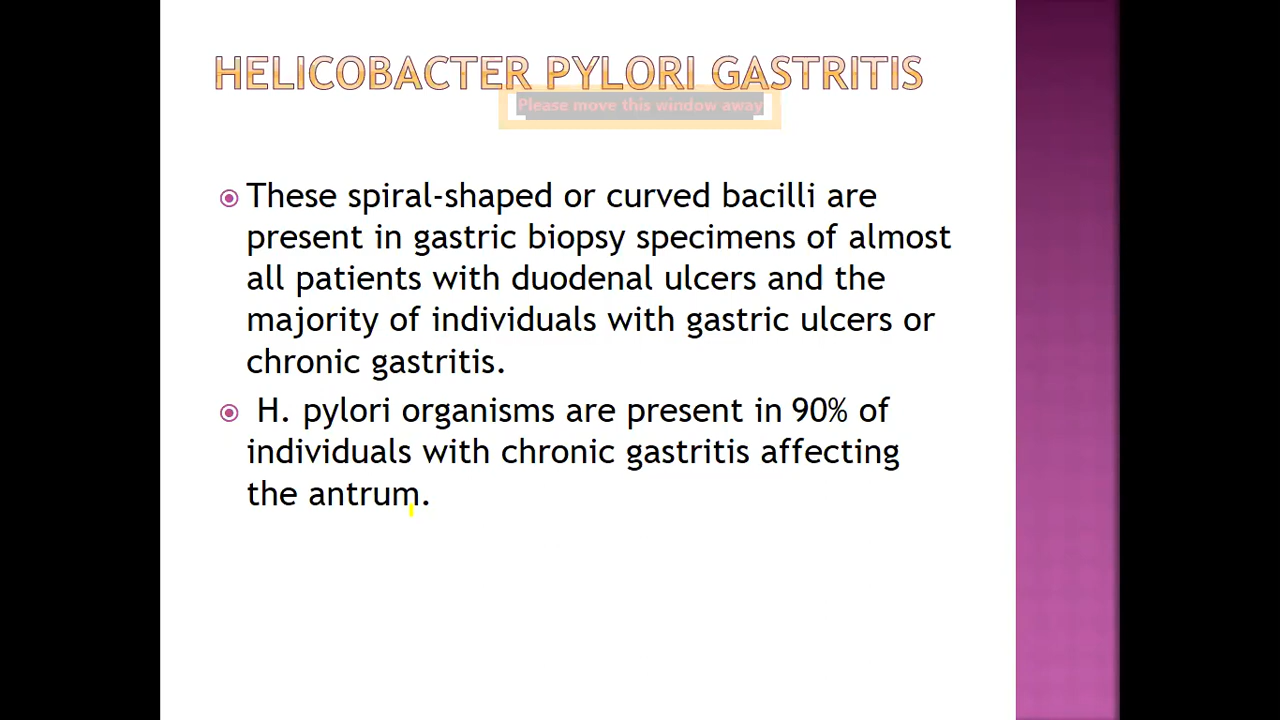 HELICOBACTER PYLORI GASTRITIS
Please move this window away
These spiral-shaped or curved bacilli are
present in gastric biopsy specimens of almost
all patients with duodenal ulcers and the
majority of individuals with gastric ulcers or
chronic gastritis.
H. pylori organisms are present in 90% of
individuals with chronic gastritis affecting
the antrum.